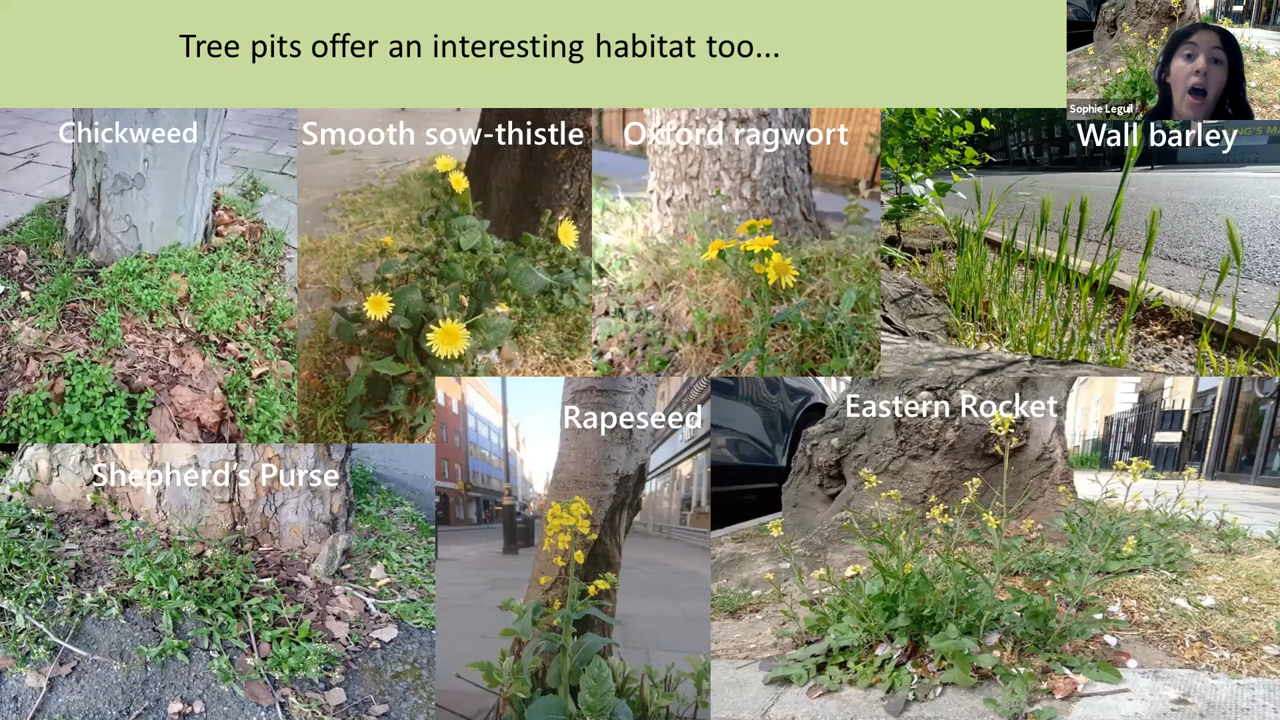 Tree pits offer an interesting habitat too...
Sophie Leguil
Chickweed
Smooth sow-thistle
Oxford ragwort
Wall barley
Rapeseed
Eastern Rocket
Shepherd's Purse